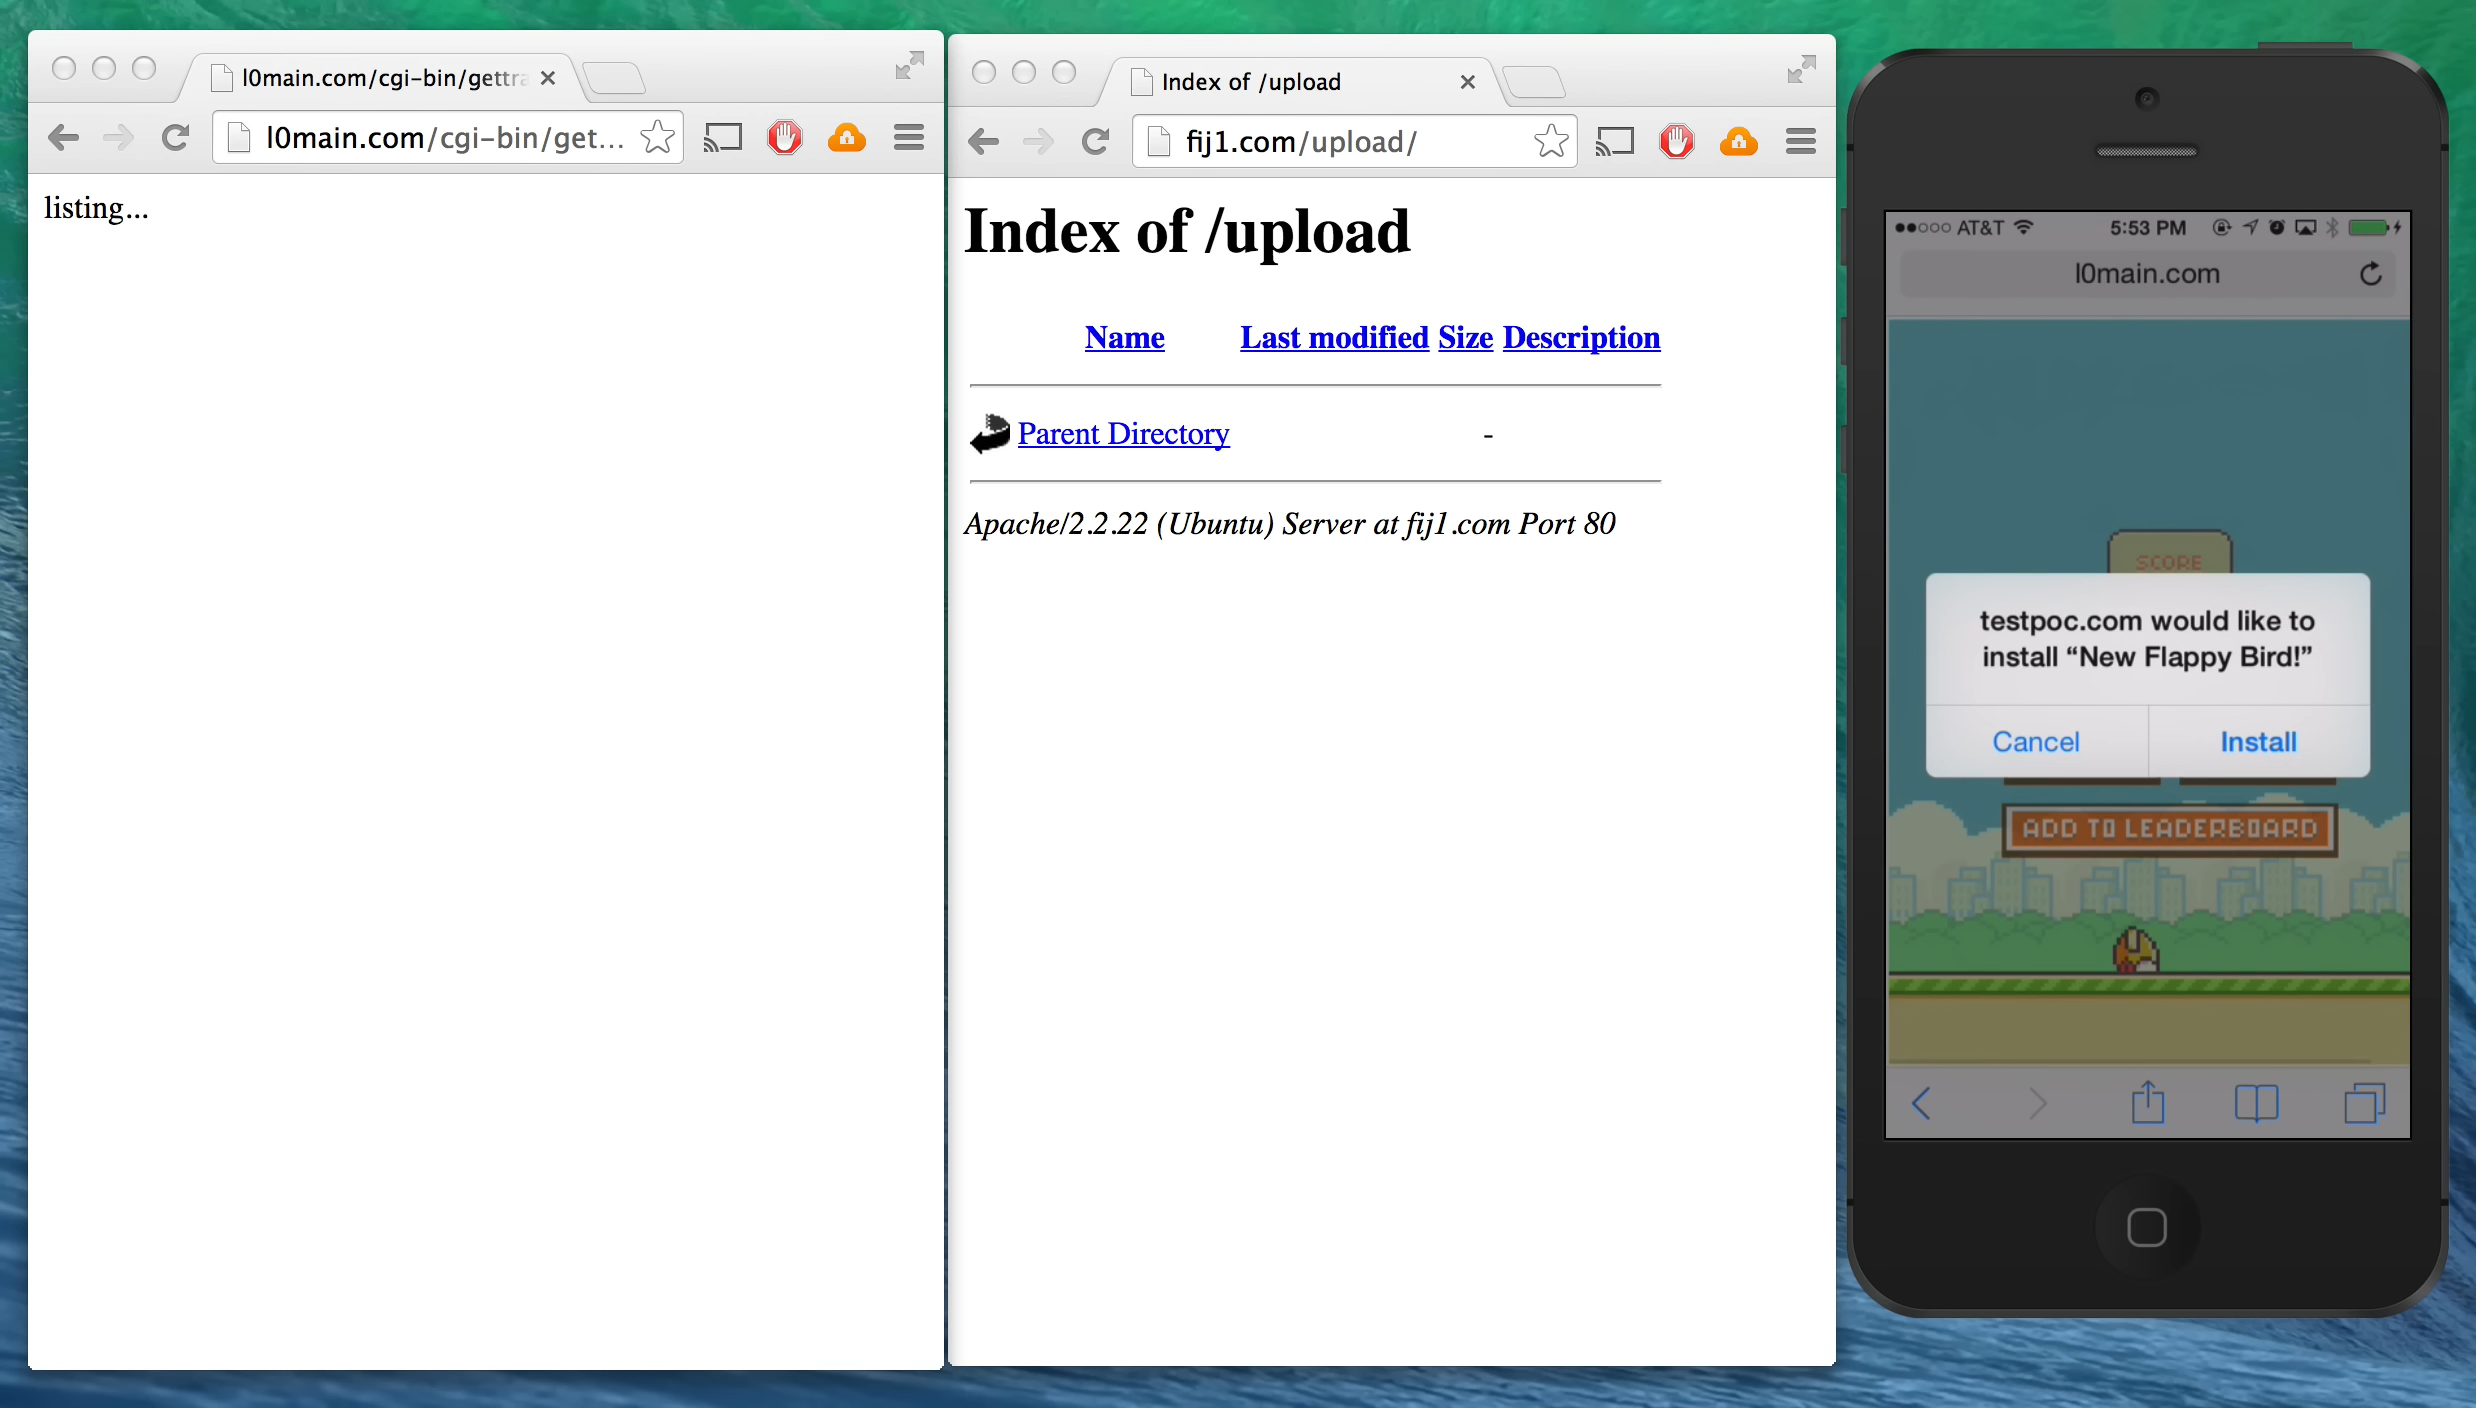 l0main.com/cgi-bin/gettra
l0main.com/cgi-bin/get...
listing...
Index of /upload
fij1.com/upload/
Index of /upload
Name Last modified Size Description
Parent Directory -
Apache/2.2.22 (Ubuntu) Server at fij1.com Port 80
AT&T 5:53 PM
l0main.com
SCORE
testpoc.com would like to
install “New Flappy Bird!”
Cancel Install
ADD TO LEADERBOARD